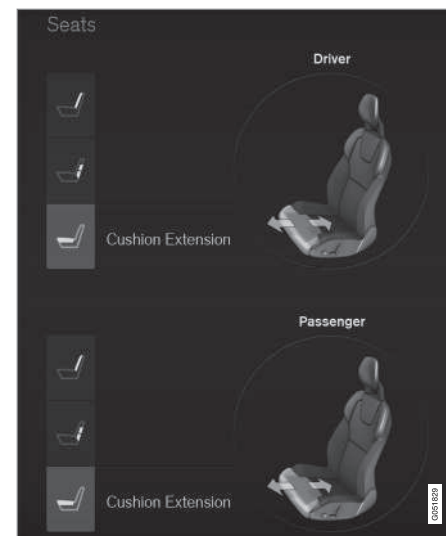 Seats
Driver
Cushion Extension
Passenger
Cushion Extension
G051829